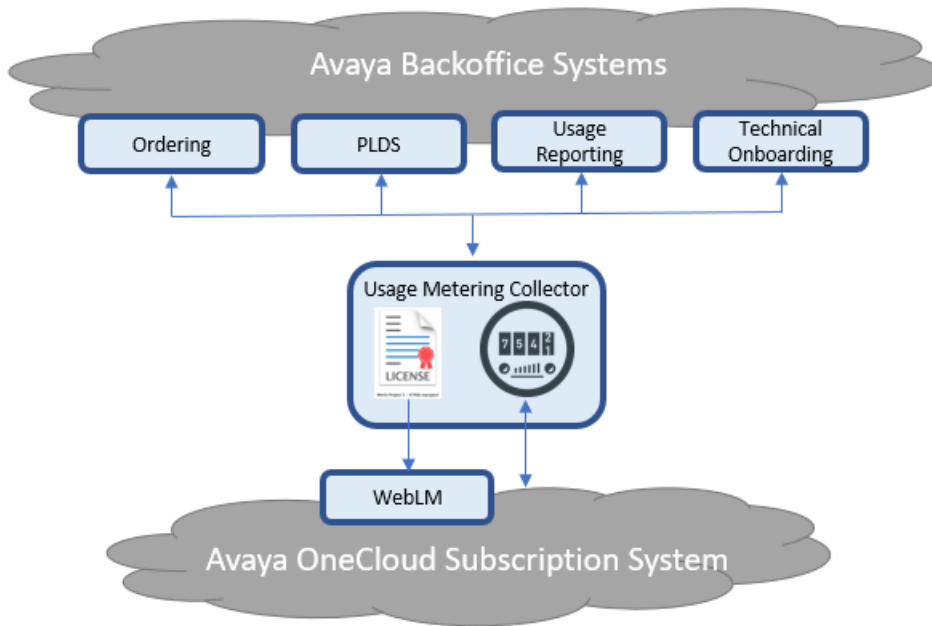 Avaya Backoffice Systems
Ordering
PLDS
Usage
Reporting
Technical
Onboarding
Usage Metering Collector
LICENSE
7 5 4 2
1
WebLM
Avaya OneCloud Subscription System